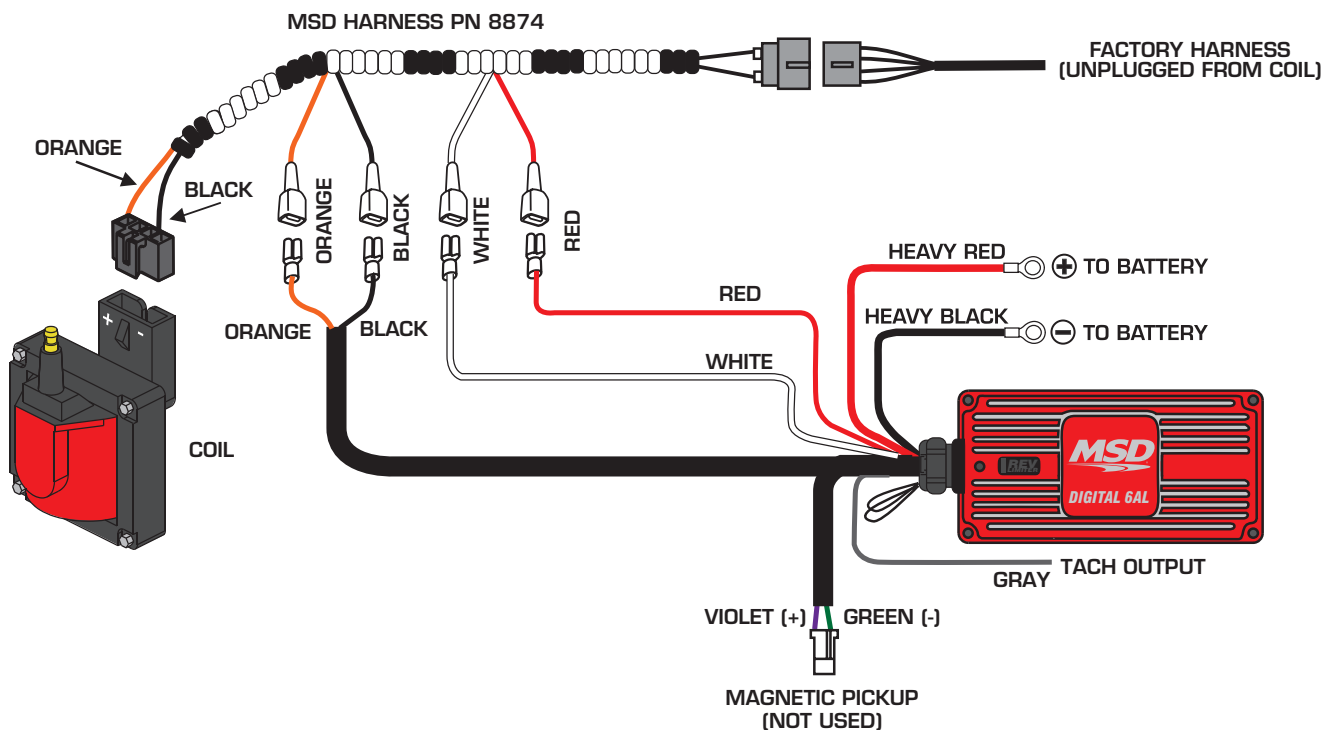 MSD HARNESS PN 8874
FACTORY HARNESS
(UNPLUGGED FROM COIL)
ORANGE
BLACK
ORANGE
BLACK
WHITE
RED
HEAVY RED
+ TO BATTERY
RED
HEAVY BLACK
- TO BATTERY
ORANGE
BLACK
WHITE
+ -
COIL
MSD
REV
LIMITER
DIGITAL 6AL
GRAY
TACH OUTPUT
VIOLET (+)
GREEN (-)
MAGNETIC PICKUP
(NOT USED)